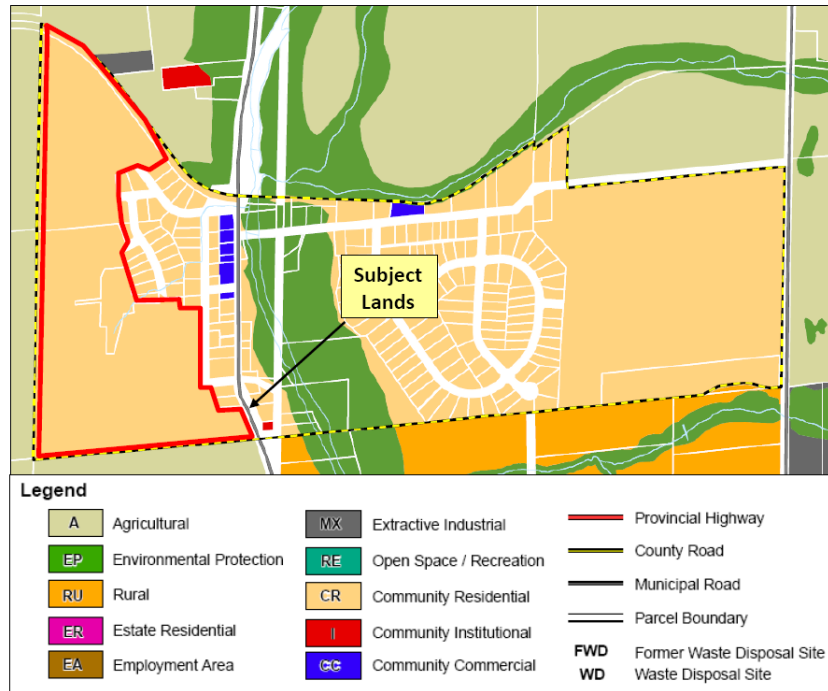 Subject
Lands
Legend
A Agricultural
EP Environmental Protection
RU Rural
ER Estate Residential
EA Employment Area
MX Extractive Industrial
RE Open Space / Recreation
CR Community Residential
I Community Institutional
CC Community Commercial
Provincial Highway
County Road
Municipal Road
Parcel Boundary
FWD Former Waste Disposal Site
WD Waste Disposal Site